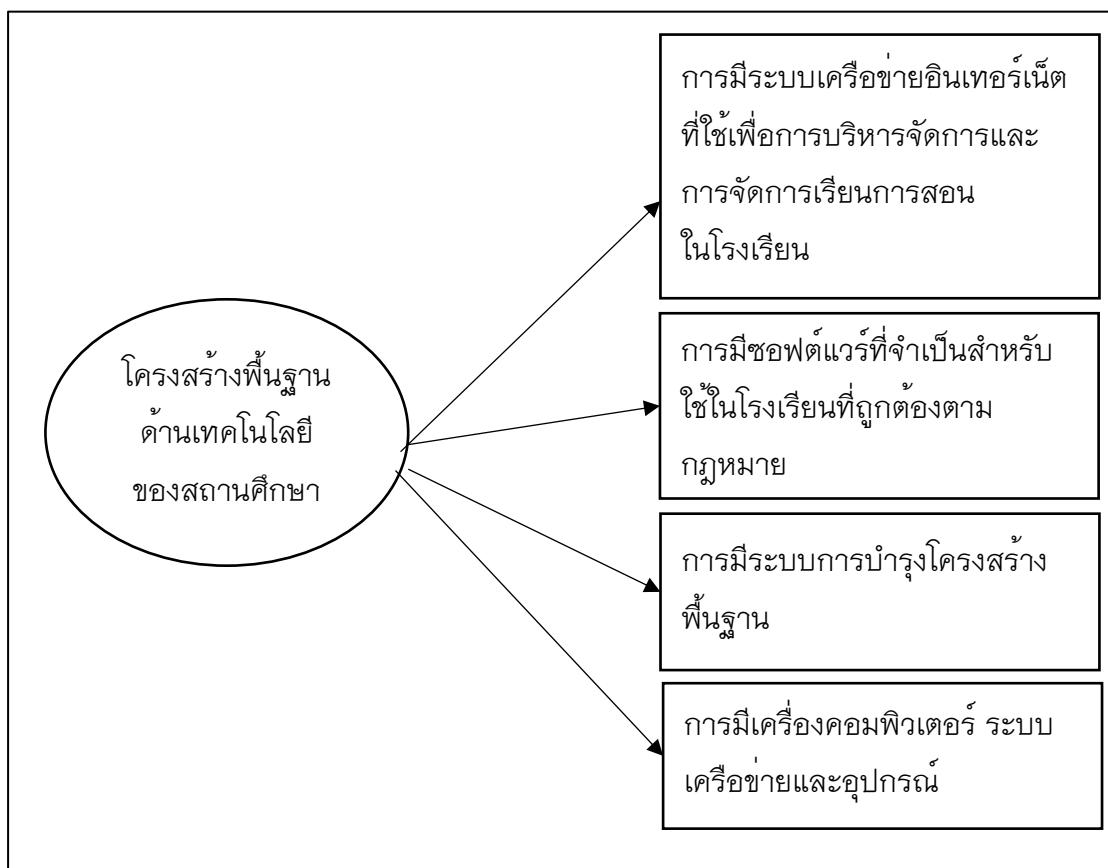 โครงสร้างพื้นฐาน
ด้านเทคโนโลยี
ของสถานศึกษา
การมีระบบเครือข่ายอินเทอร์เน็ต
ที่ใช้เพื่อการบริหารจัดการและ
การจัดการเรียนการสอน
ในโรงเรียน
การมีซอฟต์แวร์ที่จำเป็นสำหรับ
ใช้ในโรงเรียนที่ถูกต้องตาม
กฎหมาย
การมีระบบการบำรุงโครงสร้าง
พื้นฐาน
การมีเครื่องคอมพิวเตอร์ ระบบ
เครือข่ายและอุปกรณ์